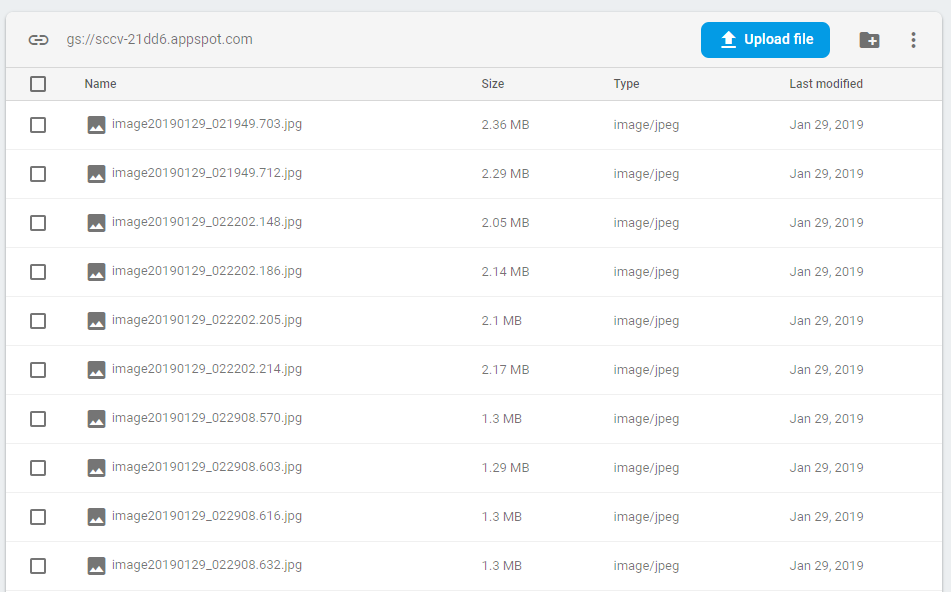 gs://sccv-21dd6.appspot.com Upload file
Name Size Type Last modified
image20190129_021949.703.jpg 2.36 MB image/jpeg Jan 29, 2019
image20190129_021949.712.jpg 2.29 MB image/jpeg Jan 29, 2019
image20190129_022202.148.jpg 2.05 MB image/jpeg Jan 29, 2019
image20190129_022202.186.jpg 2.14 MB image/jpeg Jan 29, 2019
image20190129_022202.205.jpg 2.1 MB image/jpeg Jan 29, 2019
image20190129_022202.214.jpg 2.17 MB image/jpeg Jan 29, 2019
image20190129_022908.570.jpg 1.3 MB image/jpeg Jan 29, 2019
image20190129_022908.603.jpg 1.29 MB image/jpeg Jan 29, 2019
image20190129_022908.616.jpg 1.3 MB image/jpeg Jan 29, 2019
image20190129_022908.632.jpg 1.3 MB image/jpeg Jan 29, 2019